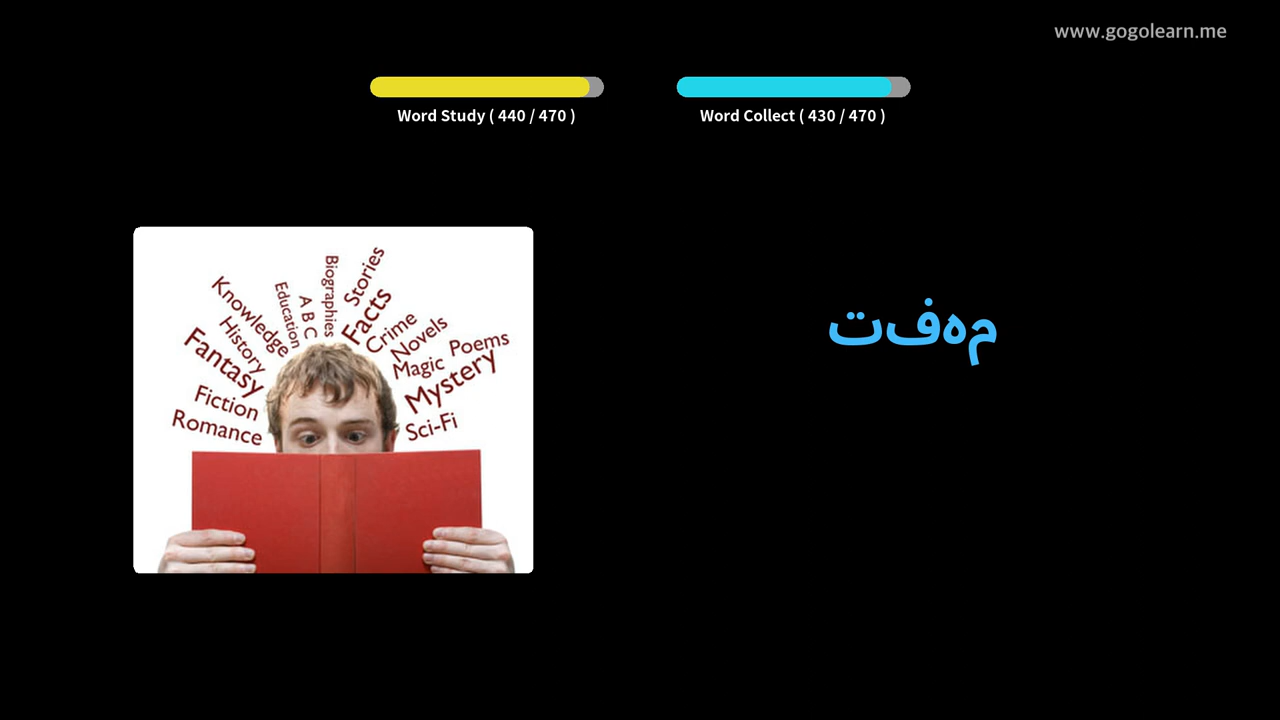 www.gogolearn.me
Word Study ( 440 / 470 )
Word Collect ( 430 / 470 )
Knowledge
Education
A B C
Biographies
Stories
Facts
History
Crime
Novels
Fantasy
Magic
Poems
Mystery
Fiction
Romance
Sci-Fi
مهفت